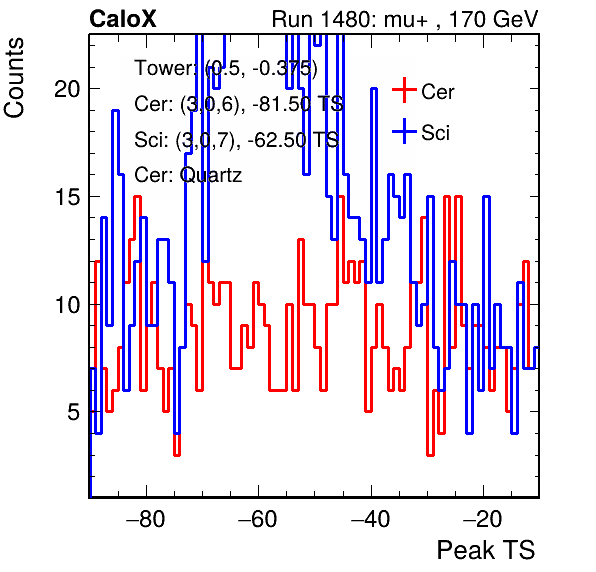 CaloX Run 1480: mu+ , 170 GeV
Counts
Tower: (0.5, -0.375)
Cer: (3,0,6), -81.50 TS
Sci: (3,0,7), -62.50 TS
Cer: Quartz
Cer
Sci
20
15
10
5
−80 −60 −40 −20
Peak TS